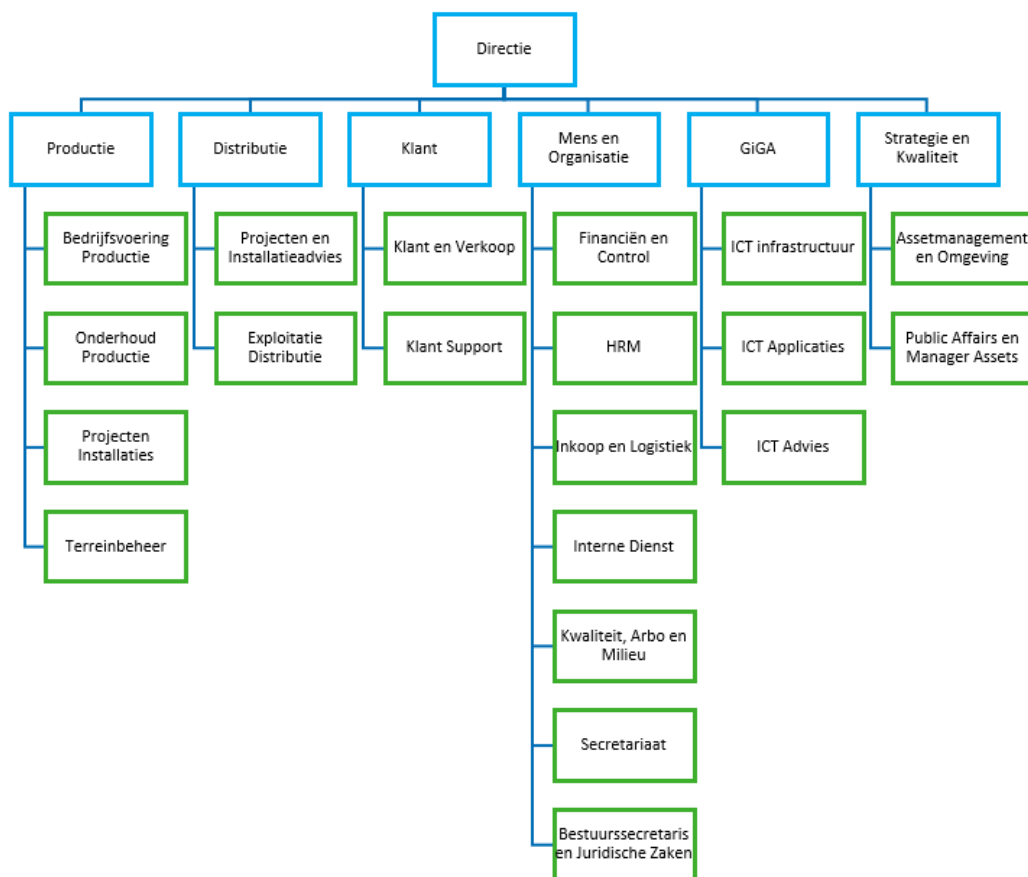 Directie
Productie
Distributie
Klant
Mens en
Organisatie
GiGA
Strategie en
Kwaliteit
Bedrijfsvoering
Productie
Projecten en
Installatieadvies
Klant en Verkoop
Financiën en
Control
ICT infrastructuur
Assetmanagement
en Omgeving
Onderhoud
Productie
Exploitatie
Distributie
Klant Support
HRM
ICT Applicaties
Public Affairs en
Manager Assets
Projecten
Installaties
Inkoop en Logistiek
ICT Advies
Terreinbeheer
Interne Dienst
Kwaliteit, Arbo en
Milieu
Secretariaat
Bestuurssecretaris
en Juridische Zaken